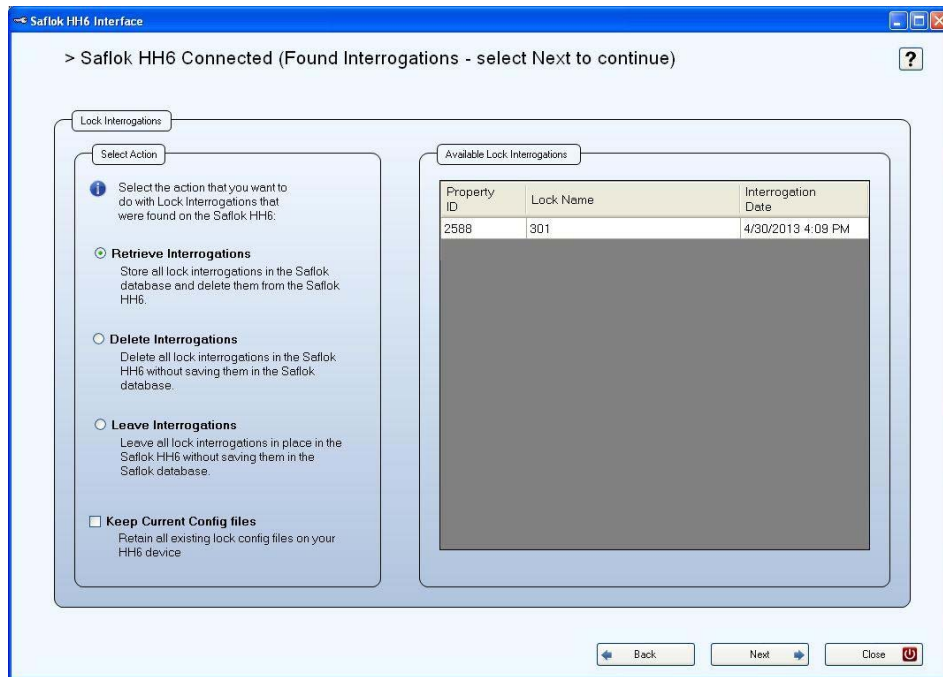 Saflok HH6 Interface
> Saflok HH6 Connected (Found Interrogations - select Next to continue)
?
Lock Interrogations
Select Action
Select the action that you want to
do with Lock Interrogations that
were found on the Saflok HH6:
Retrieve Interrogations
Store all lock interrogations in the Saflok
database and delete them from the Saflok
HH6.
Delete Interrogations
Delete all lock interrogations in the Saflok
HH6 without saving them in the Saflok
database.
Leave Interrogations
Leave all lock interrogations in place in the
Saflok HH6 without saving them in the
Saflok database.
Keep Current Config files
Retain all existing lock config files on your
HH6 device
Available Lock Interrogations
Property ID Lock Name Interrogation Date
2588 301 4/30/2013 4:09 PM
Back Next Close